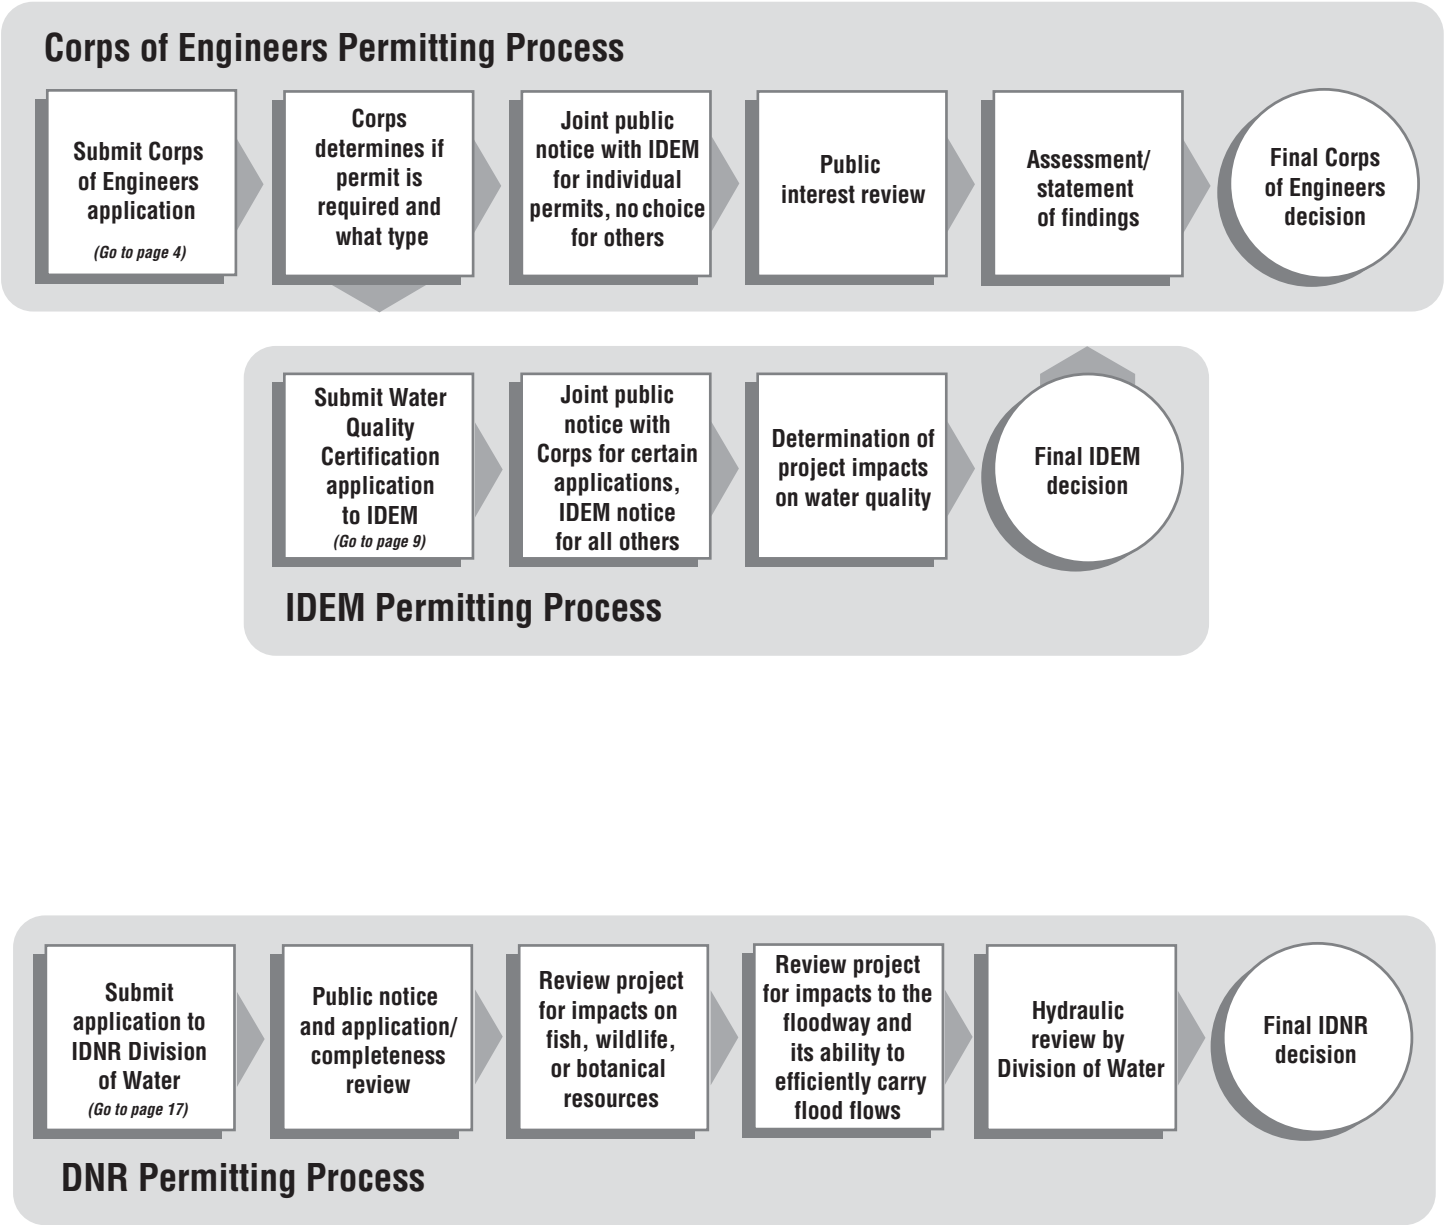 Corps of Engineers Permitting Process
Submit Corps
of Engineers
application
(Go to page 4)
Corps
determines if
permit is
required and
what type
Joint public
notice with IDEM
for individual
permits, no choice
for others
Public
interest review
Assessment/
statement
of findings
Final Corps
of Engineers
decision
Submit Water
Quality
Certification
application
to IDEM
(Go to page 9)
Joint public
notice with
Corps for certain
applications,
IDEM notice
for all others
Determination of
project impacts
on water quality
Final IDEM
decision
IDEM Permitting Process
Submit
application to
IDNR Division
of Water
(Go to page 17)
Public notice
and application/
completeness
review
Review project
for impacts on
fish, wildlife,
or botanical
resources
Review project
for impacts to the
floodway and
its ability to
efficiently carry
flood flows
Hydraulic
review by
Division of Water
Final IDNR
decision
DNR Permitting Process